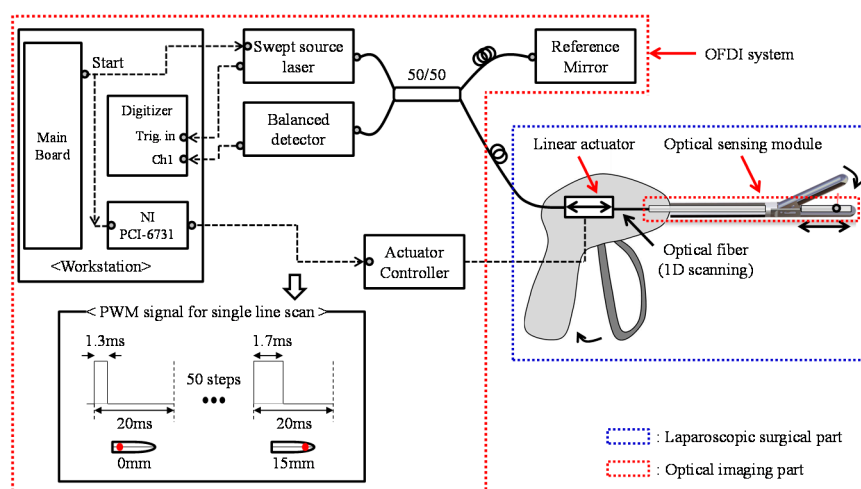 Start
Main
Board
Digitizer
Trig. in
Ch1
NI
PCI-6731
<Workstation>
Swept source
laser
Balanced
detector
50/50
Reference
Mirror
OFDI system
Actuator
Controller
Linear actuator
Optical sensing module
Optical fiber
(1D scanning)
< PWM signal for single line scan >
1.3ms
1.7ms
50 steps
20ms
20ms
0mm
15mm
: Laparoscopic surgical part
: Optical imaging part